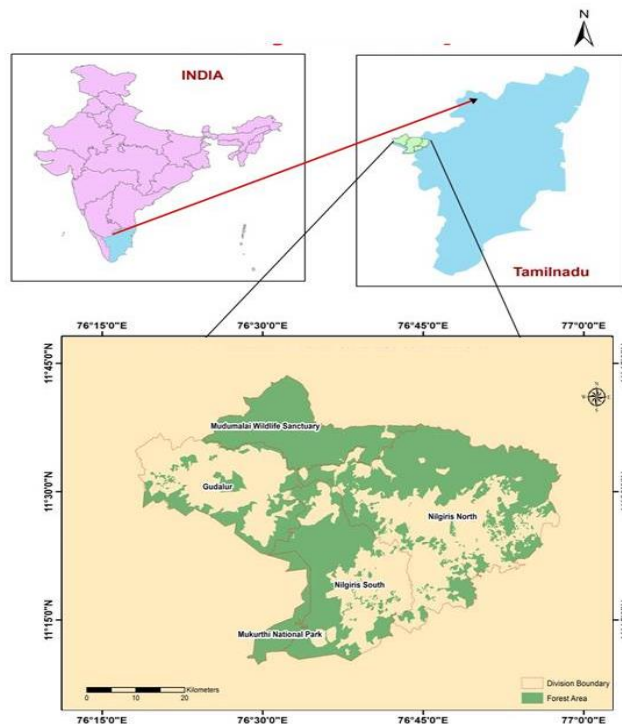 N
INDIA
Tamilnadu
76°15'0"E 76°30'0"E 76°45'0"E 77°0'0"E
11°45'0"N
N
Mudumalai Wildlife Sanctuary
Gudalur
11°30'0"N
Nilgiris North
Nilgiris South
11°15'0"N
Mukurthi National Park
Kilometers
0 10 20
Division Boundary
Forest Area
76°15'0"E 76°30'0"E 76°45'0"E 77°0'0"E